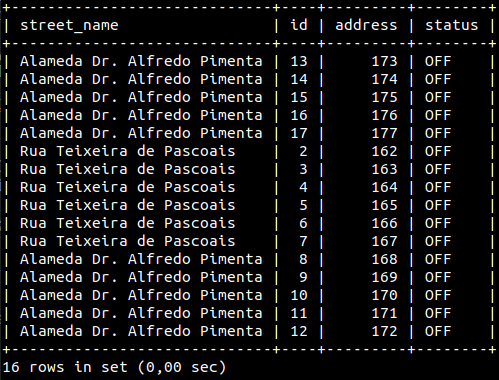 +----------------------------+----+---------+--------+
| street_name                | id | address | status |
+----------------------------+----+---------+--------+
| Alameda Dr. Alfredo Pimenta | 13 |     173 | OFF    |
| Alameda Dr. Alfredo Pimenta | 14 |     174 | OFF    |
| Alameda Dr. Alfredo Pimenta | 15 |     175 | OFF    |
| Alameda Dr. Alfredo Pimenta | 16 |     176 | OFF    |
| Alameda Dr. Alfredo Pimenta | 17 |     177 | OFF    |
| Rua Teixeira de Pascoais    |  2 |     162 | OFF    |
| Rua Teixeira de Pascoais    |  3 |     163 | OFF    |
| Rua Teixeira de Pascoais    |  4 |     164 | OFF    |
| Rua Teixeira de Pascoais    |  5 |     165 | OFF    |
| Rua Teixeira de Pascoais    |  6 |     166 | OFF    |
| Rua Teixeira de Pascoais    |  7 |     167 | OFF    |
| Alameda Dr. Alfredo Pimenta |  8 |     168 | OFF    |
| Alameda Dr. Alfredo Pimenta |  9 |     169 | OFF    |
| Alameda Dr. Alfredo Pimenta | 10 |     170 | OFF    |
| Alameda Dr. Alfredo Pimenta | 11 |     171 | OFF    |
| Alameda Dr. Alfredo Pimenta | 12 |     172 | OFF    |
+----------------------------+----+---------+--------+
16 rows in set (0,00 sec)